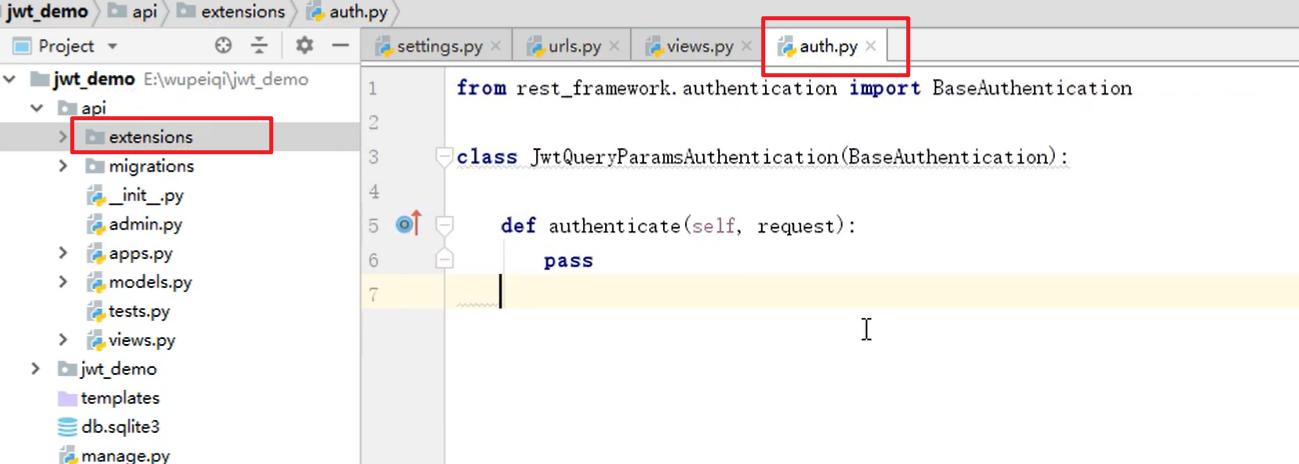 jwt_demo api extensions auth.py
Project
settings.py urls.py views.py auth.py
jwt_demo E:\wupeiqi\jwt_demo
api
extensions
migrations
__init__.py
admin.py
apps.py
models.py
tests.py
views.py
jwt_demo
templates
db.sqlite3
manage.py
1 from rest_framework.authentication import BaseAuthentication
2
3 class JwtQueryParamsAuthentication(BaseAuthentication):
4
5 def authenticate(self, request):
6 pass
7